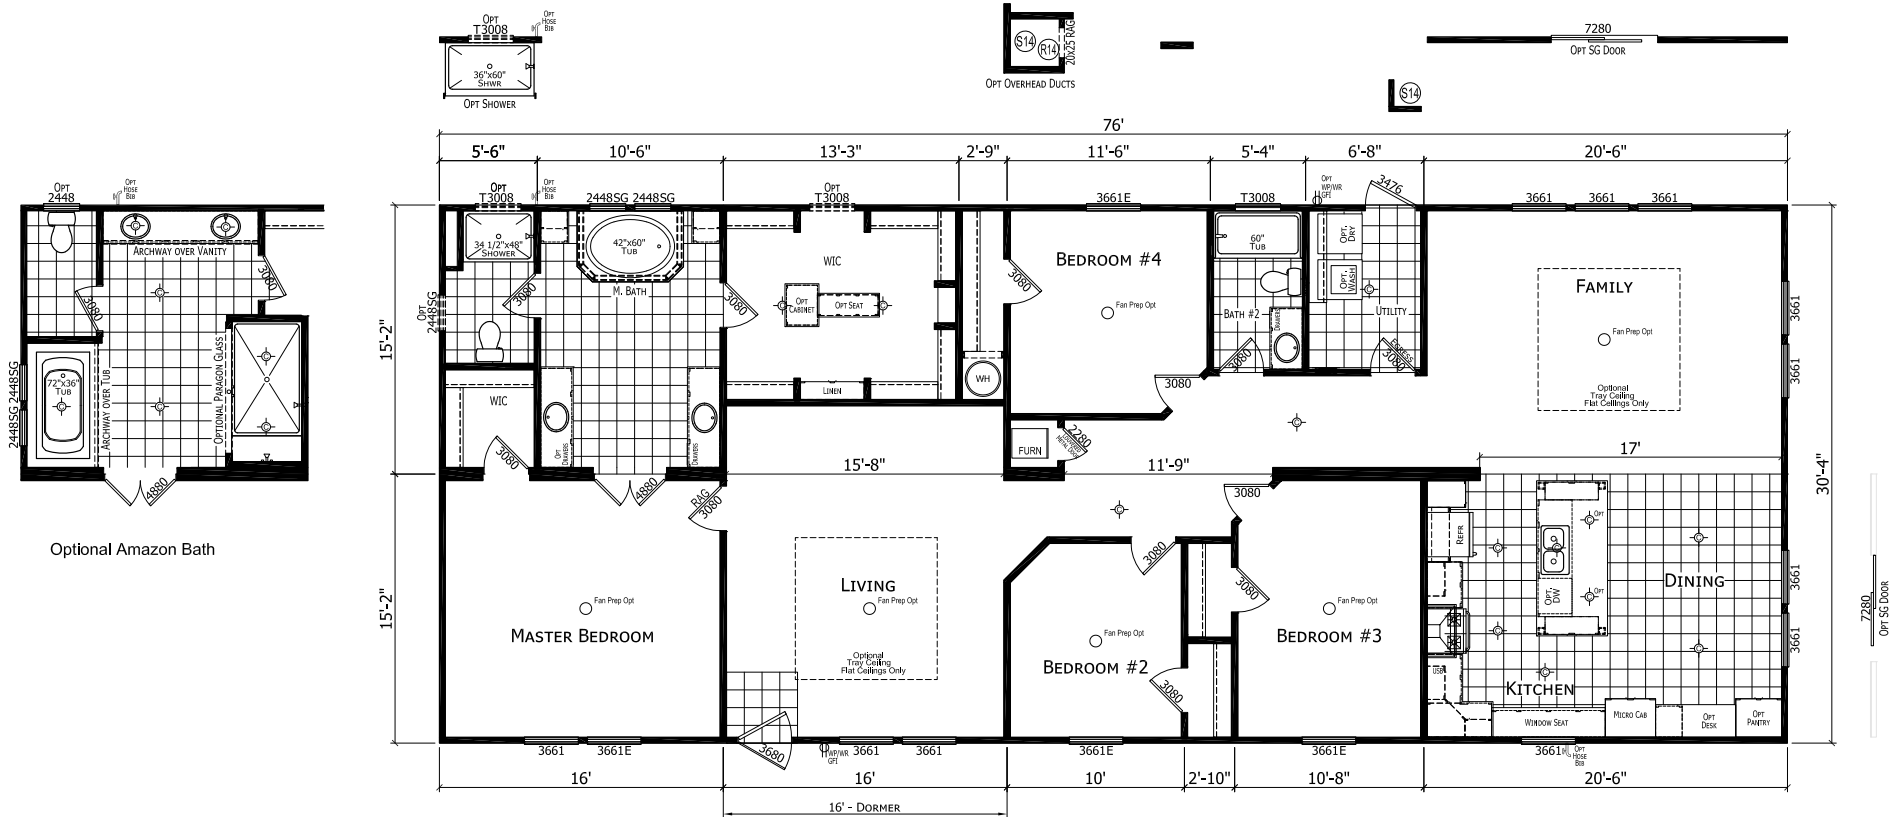 OPT
T3008
OPT
HOSE
BIB
36"x60"
SHWR
OPT SHOWER
S14
R14
20x25 RAG
OPT OVERHEAD DUCTS
S14
7280
OPT SG DOOR
76'
5'-6"
10'-6"
13'-3"
2'-9"
11'-6"
5'-4"
6'-8"
20'-6"
OPT
2448
OPT
HOSE
BIB
ARCHWAY OVER VANITY
3080
3080
72"x36"
TUB
ARCHWAY OVER TUB
OPTIONAL PARAGON GLASS
2448SG 2448SG
4880
Optional Amazon Bath
OPT
T3008
OPT
HOSE
BIB
2448SG 2448SG
OPT
T3008
3661E
T3008
OPT
WP/WR
GFI
3476
3661
3661
3661
34 1/2"x48"
SHOWER
42"x60"
TUB
M. BATH
3080
3080
OPT
2448SG
WIC
OPT
CABINET
OPT SEAT
LINEN
WH
BEDROOM #4
Fan Prep Opt
3080
3080
60"
TUB
BATH #2
DRAWERS
3080
OPT.
DRY
OPT.
WASH
UTILITY
EGRESS
3080
FAMILY
Fan Prep Opt
Optional
Tray Ceiling
Flat Ceilings Only
3661
3661
15'-2"
WIC
3080
OPT
DRAWERS
DRAWERS
4880
FURN
2280
LOUVERED
METAL DOOR
15'-8"
11'-9"
17'
30'-4"
RAG
3080
3080
MASTER BEDROOM
Fan Prep Opt
LIVING
Fan Prep Opt
Optional
Tray Ceiling
Flat Ceilings Only
3080
BEDROOM #2
Fan Prep Opt
3080
3080
BEDROOM #3
Fan Prep Opt
REFR
OPT
OPT.
DW
OPT
USB
KITCHEN
DINING
WINDOW SEAT
MICRO CAB
OPT
DESK
OPT
PANTRY
3661
3661
7280
OPT SG DOOR
15'-2"
3661
3661E
3680
WP/WR
GFI
3661
3661
3661E
3661E
3661
OPT
HOSE
BIB
16'
16'
10'
2'-10"
10'-8"
20'-6"
16' - DORMER